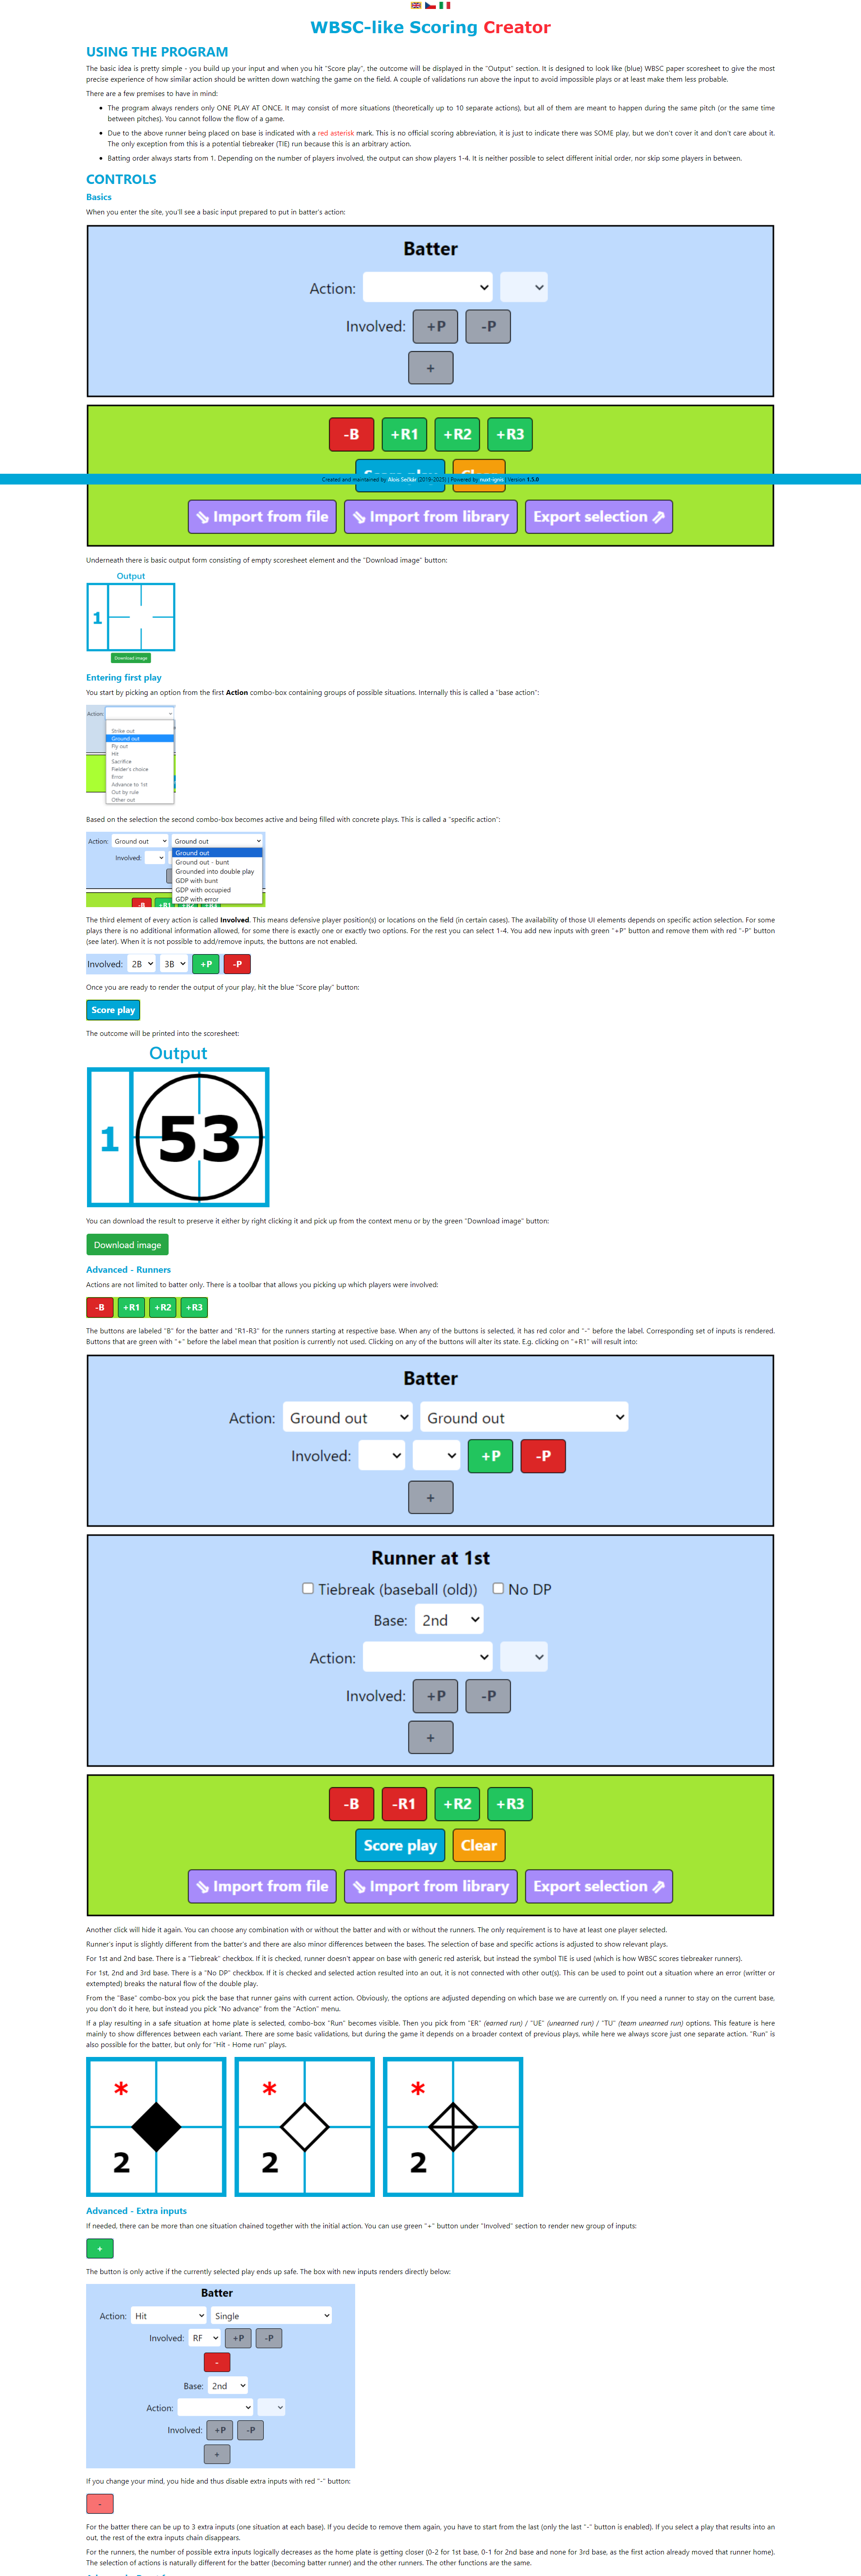 WBSC-like Scoring Creator
USING THE PROGRAM
The basic idea is pretty simple - you build up your input and when you hit "Score play", the outcome will be displayed in the "Output" section. It is designed to look like (blue) WBSC paper scoresheet to give the most
precise experience of how similar action should be written down watching the game on the field. A couple of validations run above the input to avoid impossible plays or at least make them less probable.
There are a few premises to have in mind:
• The program always renders only ONE PLAY AT ONCE. It may consist of more situations (theoretically up to 10 separate actions), but all of them are meant to happen during the same pitch (or the same time
between pitches). You cannot follow the flow of a game.
• Due to the above runner being placed on base is indicated with a red asterisk mark. This is no official scoring abbreviation, it is just to indicate there was SOME play, but we don't cover it and don't care about it.
The only exception from this is a potential tiebreaker (TIE) run because this is an arbitrary action.
• Batting order always starts from 1. Depending on the number of players involved, the output can show players 1-4. It is neither possible to select different initial order, nor skip some players in between.
CONTROLS
Basics
When you enter the site, you'll see a basic input prepared to put in batter's action:
Batter
Action:
Involved: +P -P
+
-B +R1 +R2 +R3
Created and maintained by Alois Sečkár (2019-2025) | Powered by nuxt-ignis | Version 1.5.0
⇘ Import from file ⇘ Import from library Export selection ⇗
Underneath there is basic output form consisting of empty scoresheet element and the "Download image" button:
Output
1
Download image
Entering first play
You start by picking an option from the first Action combo-box containing groups of possible situations. Internally this is called a "base action":
Action:
Strike out
Ground out
Fly out
Hit
Sacrifice
Fielder's choice
Error
Advance to 1st
Out by rule
Other out
Based on the selection the second combo-box becomes active and being filled with concrete plays. This is called a "specific action":
Action: Ground out Ground out
Involved: Ground out
Ground out - bunt
Grounded into double play
GDP with bunt
GDP with occupied
GDP with error
The third element of every action is called Involved. This means defensive player position(s) or locations on the field (in certain cases). The availability of those UI elements depends on specific action selection. For some
plays there is no additional information allowed, for some there is exactly one or exactly two options. For the rest you can select 1-4. You add new inputs with green "+P" button and remove them with red "-P" button
(see later). When it is not possible to add/remove inputs, the buttons are not enabled.
Involved: 2B 3B +P -P
Once you are ready to render the output of your play, hit the blue "Score play" button:
Score play
The outcome will be printed into the scoresheet:
Output
1 53
You can download the result to preserve it either by right clicking it and pick up from the context menu or by the green "Download image" button:
Download image
Advanced - Runners
Actions are not limited to batter only. There is a toolbar that allows you picking up which players were involved:
-B +R1 +R2 +R3
The buttons are labeled "B" for the batter and "R1-R3" for the runners starting at respective base. When any of the buttons is selected, it has red color and "-" before the label. Corresponding set of inputs is rendered.
Buttons that are green with "+" before the label mean that position is currently not used. Clicking on any of the buttons will alter its state. E.g. clicking on "+R1" will result into:
Batter
Action: Ground out Ground out
Involved: +P -P
+
Runner at 1st
Tiebreak (baseball (old)) No DP
Base: 2nd
Action:
Involved: +P -P
+
-B -R1 +R2 +R3
Score play Clear
⇘ Import from file ⇘ Import from library Export selection ⇗
Another click will hide it again. You can choose any combination with or without the batter and with or without the runners. The only requirement is to have at least one player selected.
Runner's input is slightly different from the batter's and there are also minor differences between the bases. The selection of base and specific actions is adjusted to show relevant plays.
For 1st and 2nd base. There is a "Tiebreak" checkbox. If it is checked, runner doesn't appear on base with generic red asterisk, but instead the symbol TIE is used (which is how WBSC scores tiebreaker runners).
For 1st, 2nd and 3rd base. There is a "No DP" checkbox. If it is checked and selected action resulted into an out, it is not connected with other out(s). This can be used to point out a situation where an error (writter or
extempted) breaks the natural flow of the double play.
From the "Base" combo-box you pick the base that runner gains with current action. Obviously, the options are adjusted depending on which base we are currently on. If you need a runner to stay on the current base,
you don't do it here, but instead you pick "No advance" from the "Action" menu.
If a play resulting in a safe situation at home plate is selected, combo-box "Run" becomes visible. Then you pick from "ER" (earned run) / "UE" (unearned run) / "TU" (team unearned run) options. This feature is here
mainly to show differences between each variant. There are some basic validations, but during the game it depends on a broader context of previous plays, while here we always score just one separate action. "Run" is
also possible for the batter, but only for "Hit - Home run" plays.
* * *
2 2 2
Advanced - Extra inputs
If needed, there can be more than one situation chained together with the initial action. You can use green "+" button under "Involved" section to render new group of inputs:
+
The button is only active if the currently selected play ends up safe. The box with new inputs renders directly below:
Batter
Action: Hit Single
Involved: RF +P -P
-
Base: 2nd
Action:
Involved: +P -P
+
If you change your mind, you hide and thus disable extra inputs with red "-" button:
-
For the batter there can be up to 3 extra inputs (one situation at each base). If you decide to remove them again, you have to start from the last (only the last "-" button is enabled). If you select a play that results into an
out, the rest of the extra inputs chain disappears.
For the runners, the number of possible extra inputs logically decreases as the home plate is getting closer (0-2 for 1st base, 0-1 for 2nd base and none for 3rd base, as the first action already moved that runner home).
The selection of actions is naturally different for the batter (becoming batter runner) and the other runners. The other functions are the same.